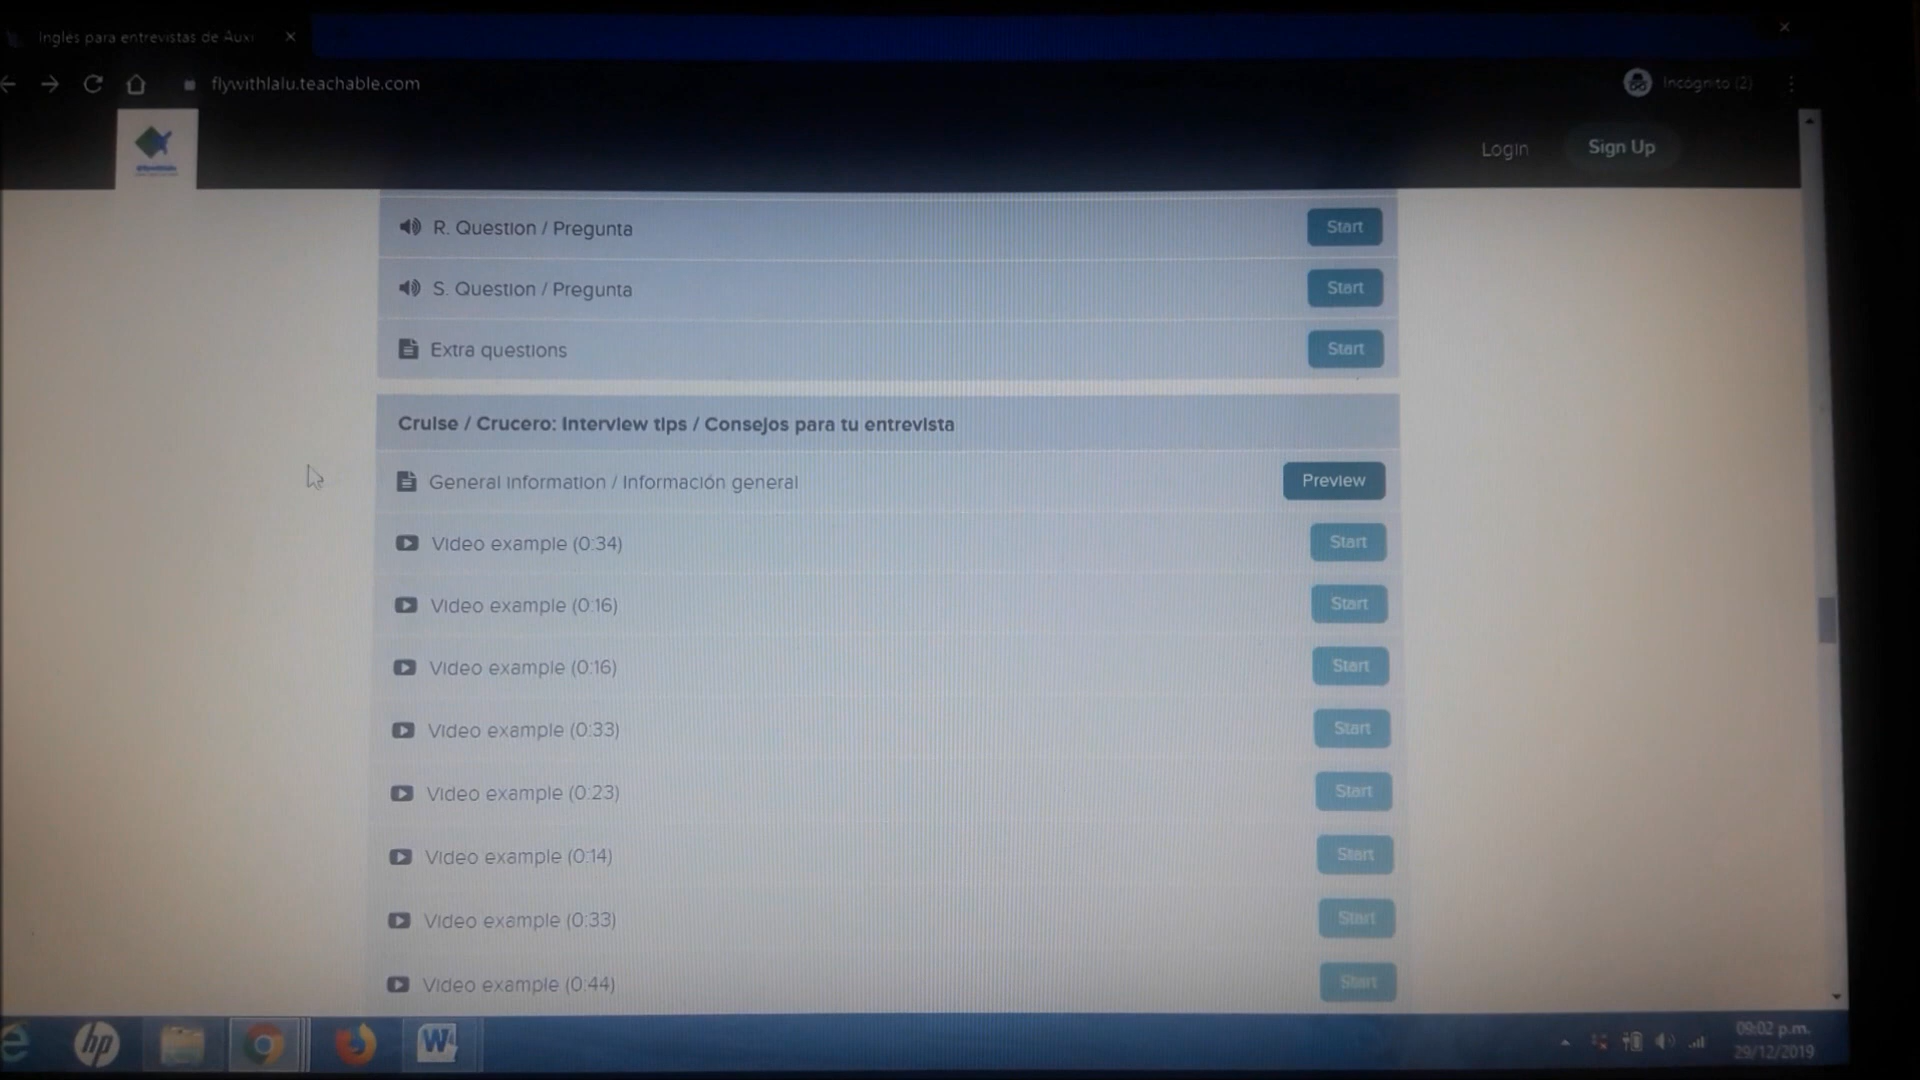 Inglés para entrevistas de Auxi
flywithlalu.teachable.com
Incógnito (2)
Login
Sign Up
R. Question / Pregunta
Start
S. Question / Pregunta
Start
Extra questions
Start
Cruise / Crucero: Interview tips / Consejos para tu entrevista
General information / Información general
Preview
Video example (0:34)
Start
Video example (0:16)
Start
Video example (0:16)
Start
Video example (0:33)
Start
Video example (0:23)
Start
Video example (0:14)
Start
Video example (0:33)
Start
Video example (0:44)
Start
hp
W
09:02 p.m.
29/12/2019